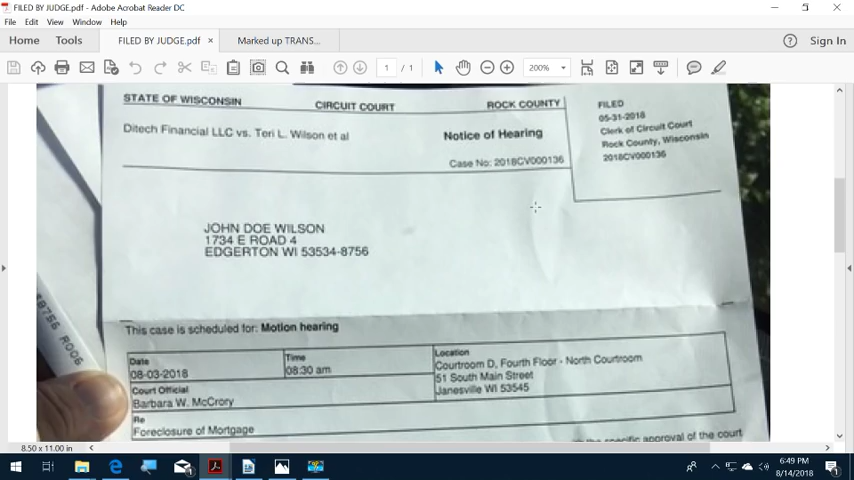 FILED BY JUDGE.pdf - Adobe Acrobat Reader DC
File Edit View Window Help
Home Tools FILED BY JUDGE.pdf × Marked up TRANS... Sign In
1 / 1 200%
STATE OF WISCONSIN CIRCUIT COURT ROCK COUNTY
Ditech Financial LLC vs. Teri L. Wilson et al
Notice of Hearing
Case No: 2018CV000136
FILED
05-31-2018
Clerk of Circuit Court
Rock County, Wisconsin
2018CV000136
JOHN DOE WILSON
1734 E ROAD 4
EDGERTON WI 53534-8756
This case is scheduled for: Motion hearing
Date
08-03-2018
Time
08:30 am
Location
Courtroom D, Fourth Floor - North Courtroom
51 South Main Street
Janesville WI 53545
Court Official
Barbara W. McCrory
Re
Foreclosure of Mortgage
the specific approval of the court
8.50 x 11.00 in
6:49 PM
8/14/2018